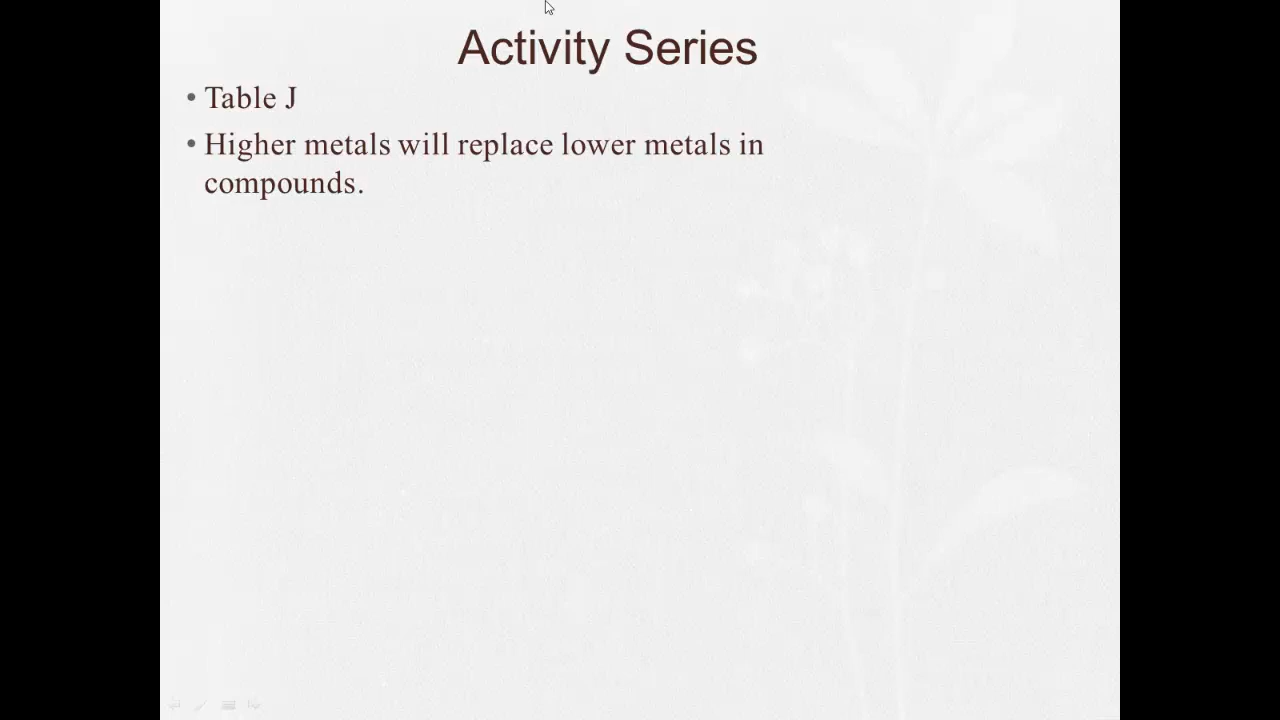 Activity Series
• Table J
• Higher metals will replace lower metals in
compounds.